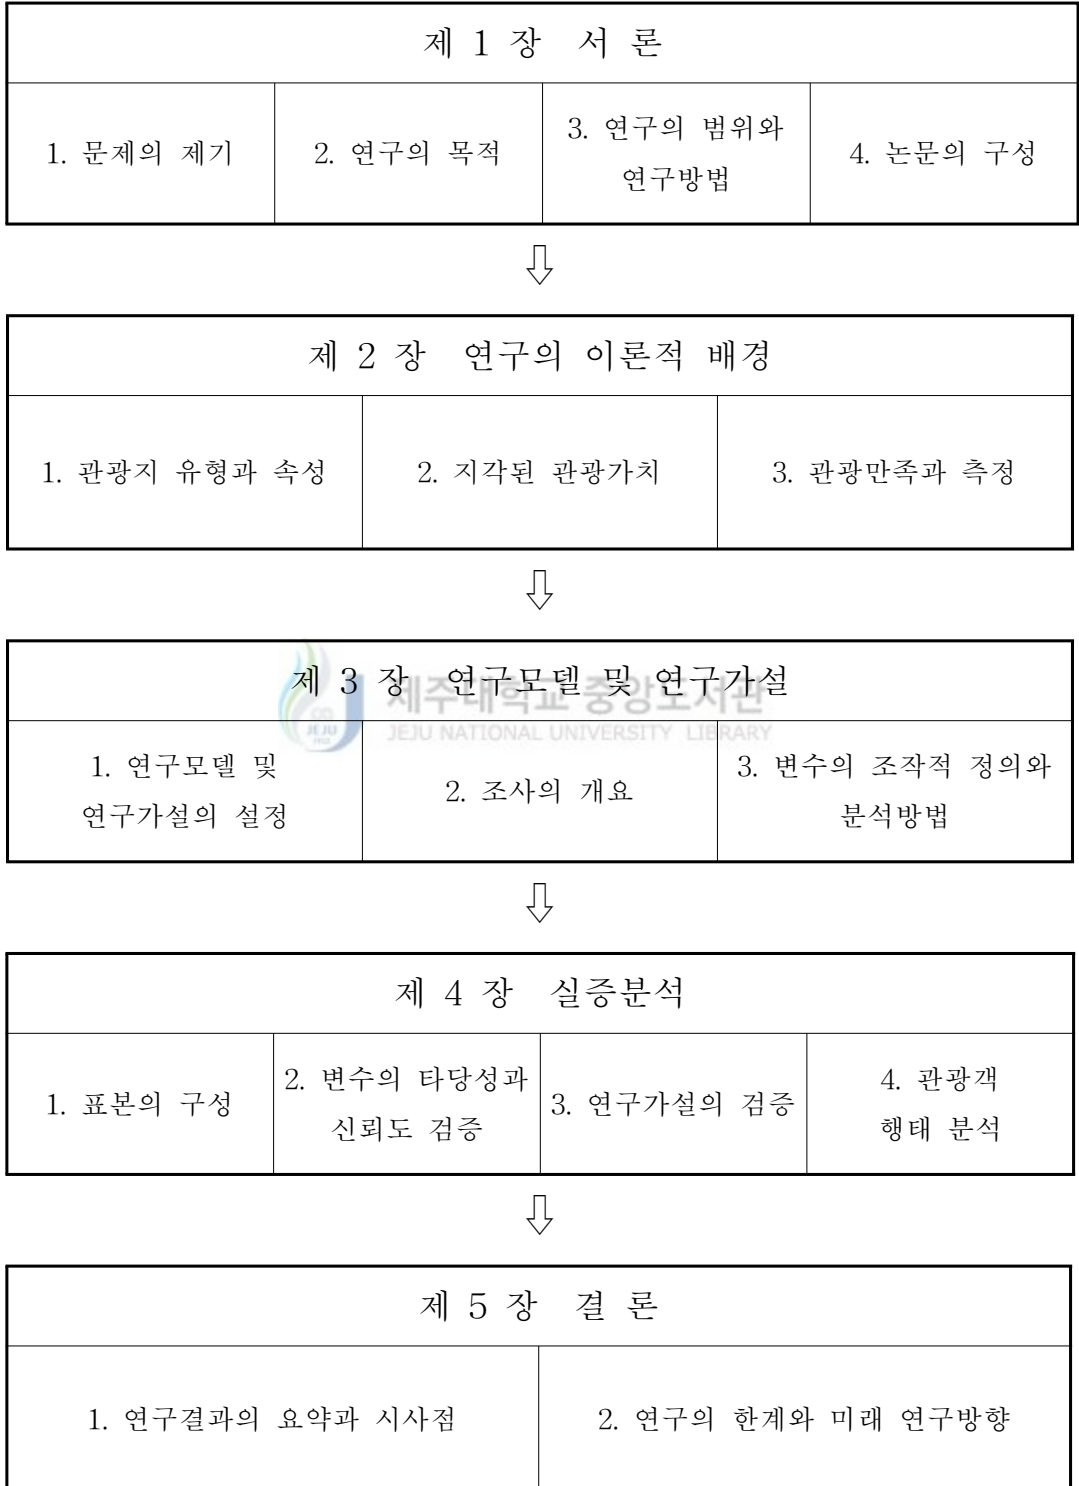 제 1 장 서 론
1. 문제의 제기
2. 연구의 목적
3. 연구의 범위와
연구방법
4. 논문의 구성
제 2 장 연구의 이론적 배경
1. 관광지 유형과 속성
2. 지각된 관광가치
3. 관광만족과 측정
제 3 장 연구모델 및 연구가설
제주대학교 중앙도서관
JEJU NATIONAL UNIVERSITY LIBRARY
JEJU
1952
1. 연구모델 및
연구가설의 설정
2. 조사의 개요
3. 변수의 조작적 정의와
분석방법
제 4 장 실증분석
1. 표본의 구성
2. 변수의 타당성과
신뢰도 검증
3. 연구가설의 검증
4. 관광객
행태 분석
제 5 장 결 론
1. 연구결과의 요약과 시사점
2. 연구의 한계와 미래 연구방향